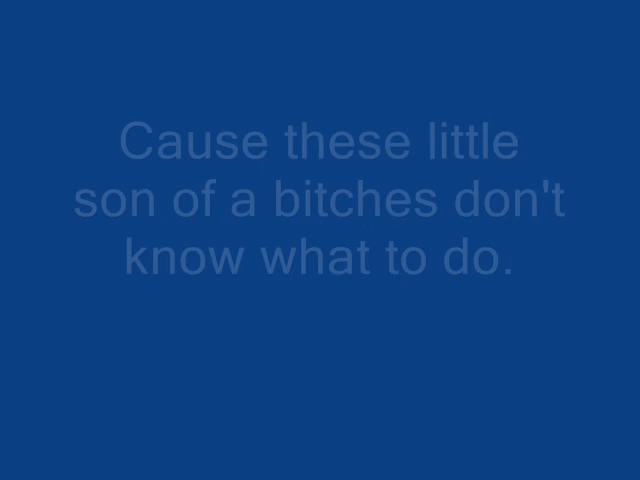 Cause these little
son of a bitches don't
know what to do.